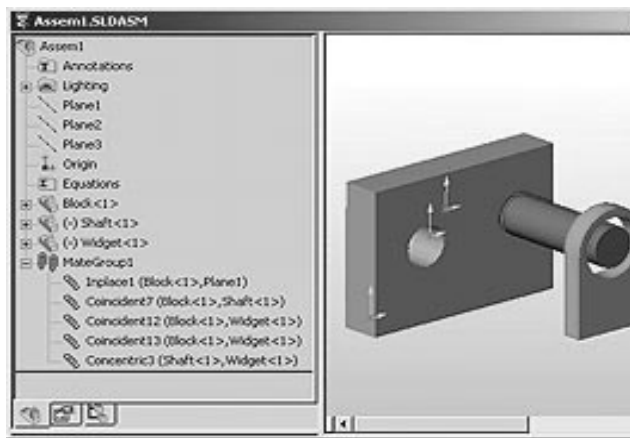 Assem1.SLDASM
Assem1
Annotations
Lighting
Plane1
Plane2
Plane3
Origin
Equations
Block<1>
(-) Shaft<1>
(-) Widget<1>
MateGroup1
Inplace1 (Block<1>,Plane1)
Coincident7 (Block<1>,Shaft<1>)
Coincident12 (Block<1>,Widget<1>)
Coincident13 (Block<1>,Widget<1>)
Concentric3 (Shaft<1>,Widget<1>)